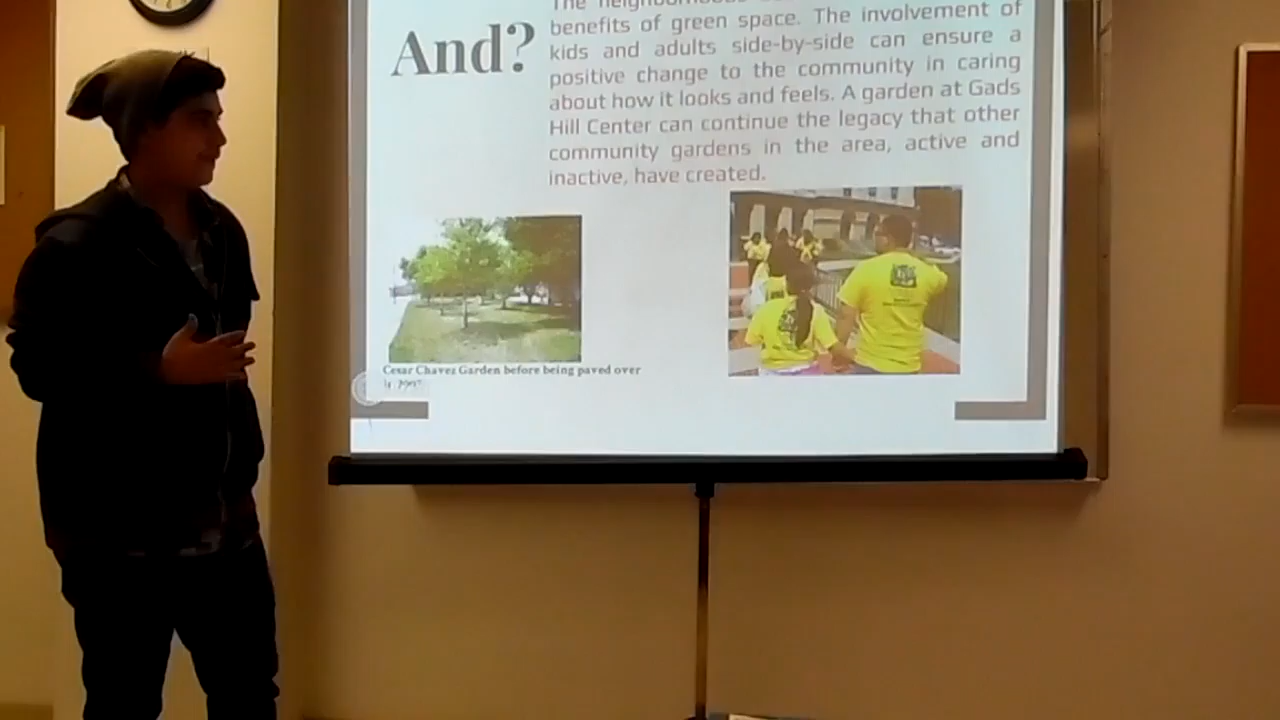 And?
The neighborhoods
benefits of green space. The involvement of
kids and adults side-by-side can ensure a
positive change to the community in caring
about how it looks and feels. A garden at Gads
Hill Center can continue the legacy that other
community gardens in the area, active and
inactive, have created.
Cesar Chavez Garden before being paved over